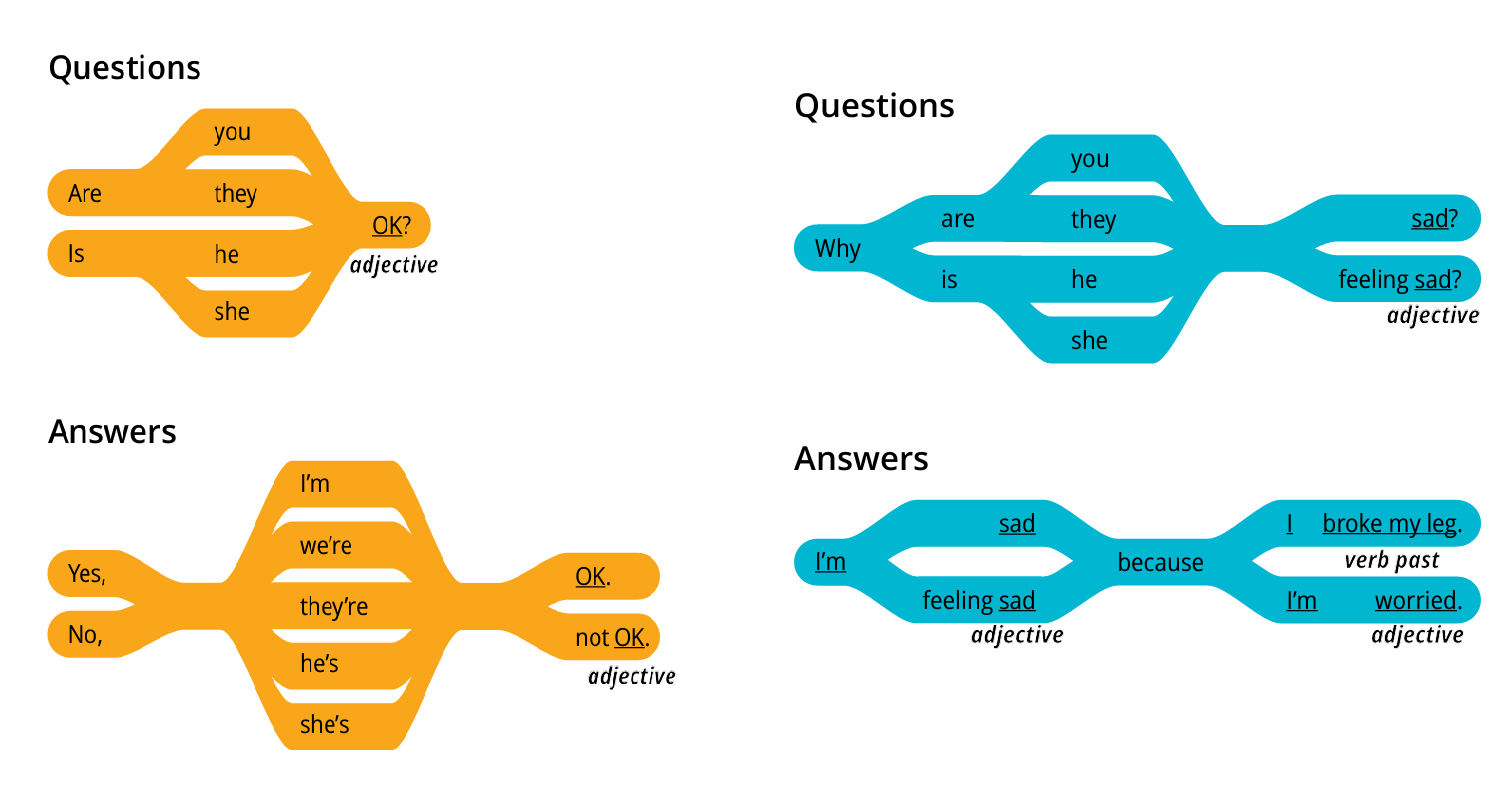 Questions
you
Are they
OK?
Is he
adjective
she
Answers
I'm
we're
Yes, OK.
they're
No, not OK.
he's
adjective
she's
Questions
you
are they sad?
Why
is he feeling sad?
adjective
she
Answers
sad I broke my leg.
verb past
I'm because
feeling sad I'm worried.
adjective adjective